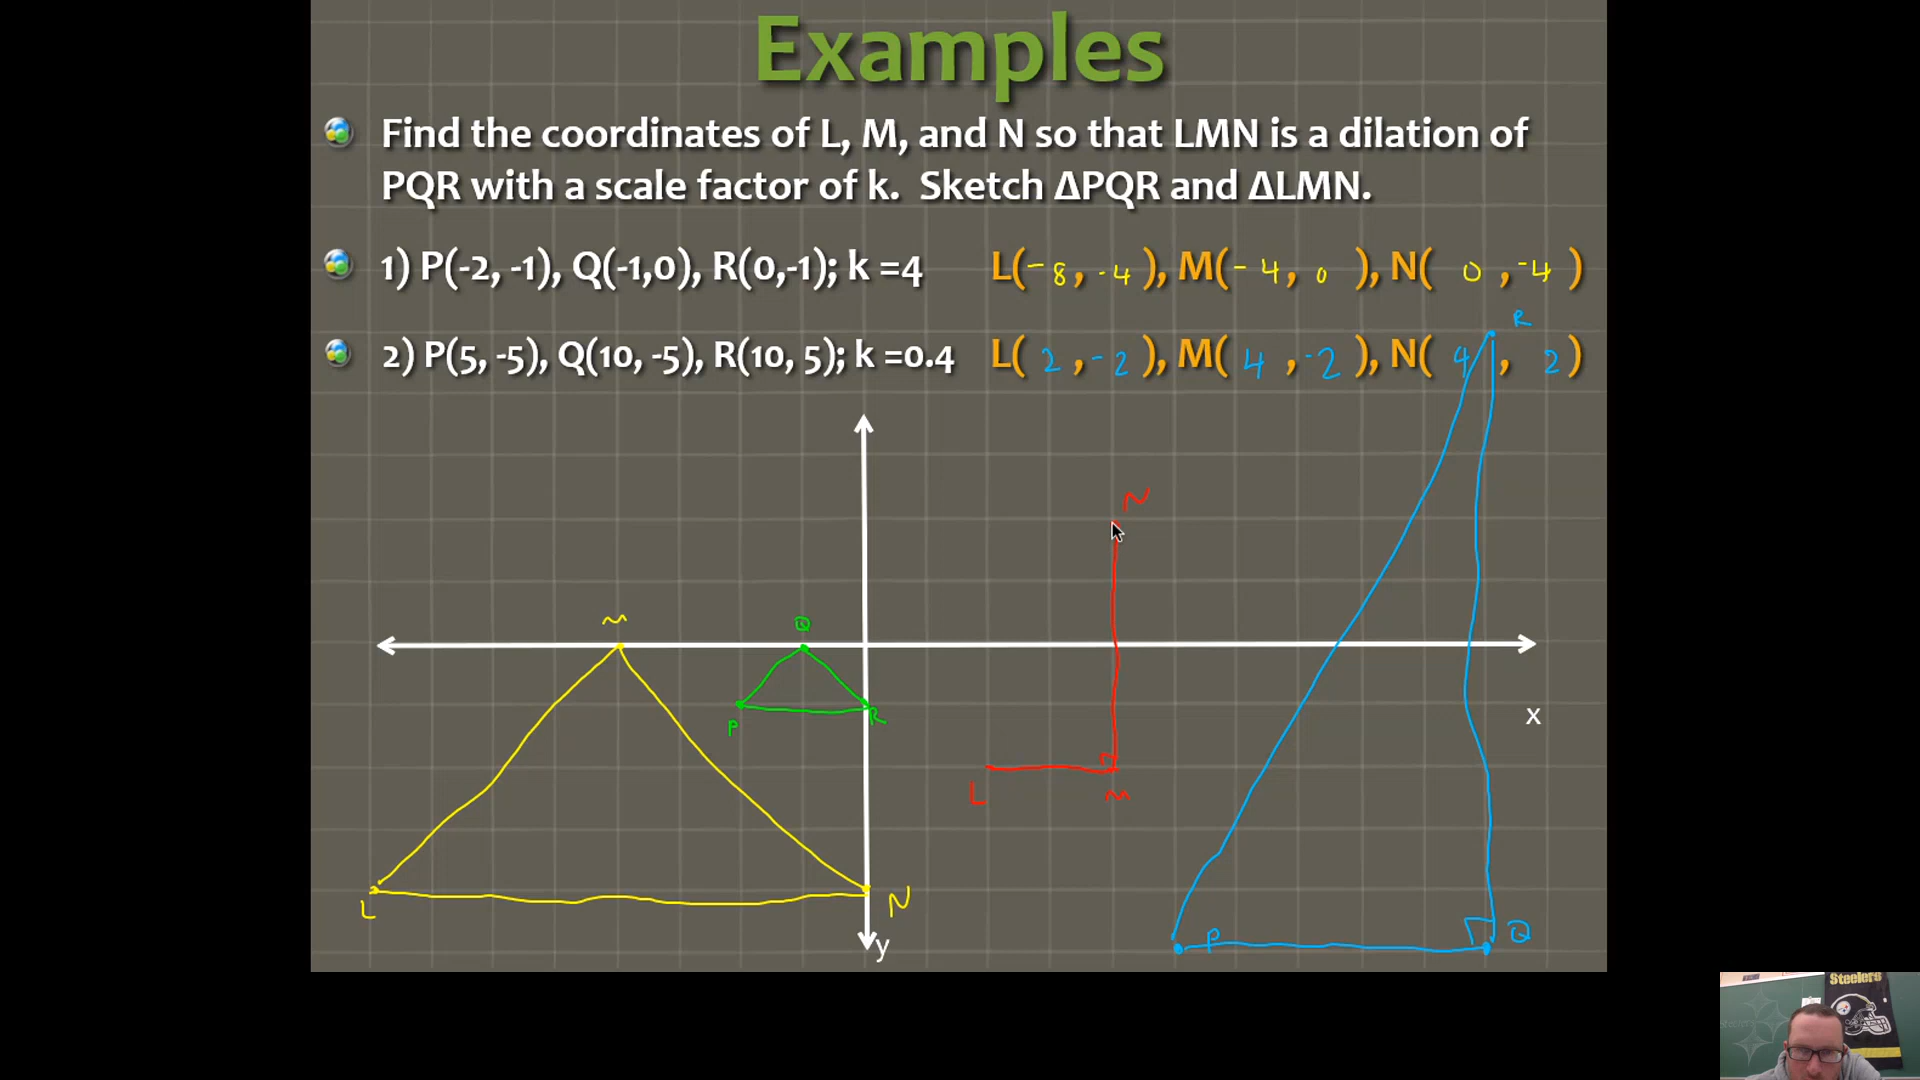 Examples
Find the coordinates of L, M, and N so that LMN is a dilation of
PQR with a scale factor of k. Sketch ΔPQR and ΔLMN.
1) P(-2, -1), Q(-1,0), R(0,-1); k =4 L(-8, -4), M(-4, 0), N(0, -4)
R
2) P(5, -5), Q(10, -5), R(10, 5); k =0.4 L(2, -2), M(4, -2), N(4, 2)
N
M Q
x
P R
L M
L N P Q
y
Steelers